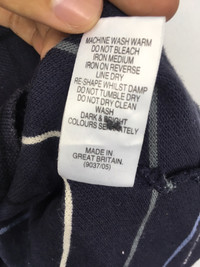 MACHINE WASH WARM
DO NOT BLEACH
IRON MEDIUM
IRON ON REVERSE
LINE DRY
RE-SHAPE WHILST DAMP
DO NOT TUMBLE DRY
DO NOT DRY CLEAN
WASH
DARK & BRIGHT
COLOURS SEPARATELY
MADE IN
GREAT BRITAIN.
(9037/05)